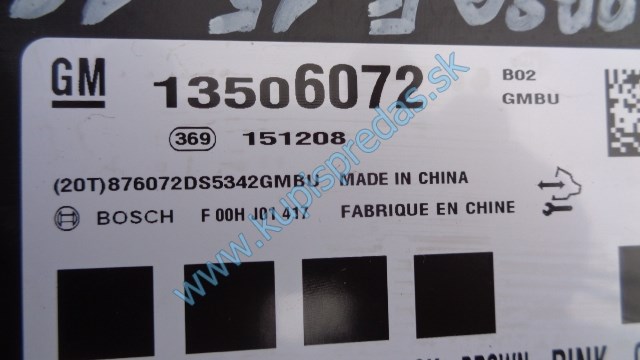 GM 13506072 B02
GMBU
369 151208
(20T)876072DS5342GMBU MADE IN CHINA
BOSCH F 00H J01 417 FABRIQUE EN CHINE
www.kupispredas.sk
BROWN PINK